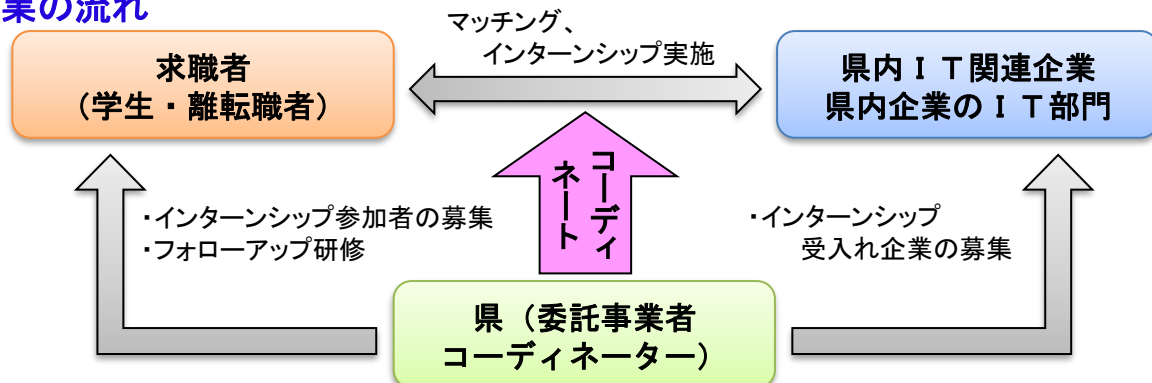 業の流れ
マッチング、
インターンシップ実施
求職者
（学生・離転職者）
県内ＩＴ関連企業
県内企業のＩＴ部門
コーディ
ネート
・インターンシップ参加者の募集
・フォローアップ研修
・インターンシップ
受入れ企業の募集
県（委託事業者
コーディネーター）